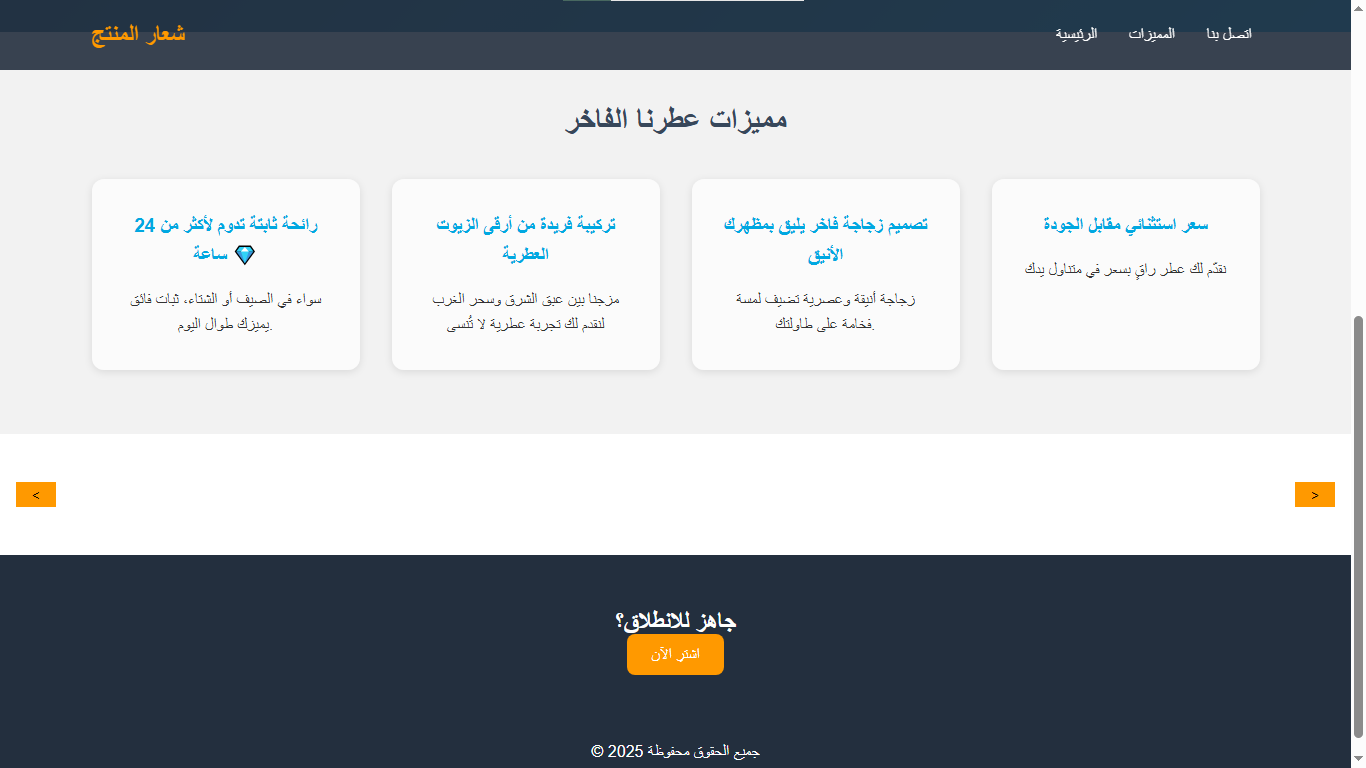 شعار المنتج
الرئيسية
المميزات
اتصل بنا
مميزات عطرنا الفاخر
سعر استثنائي مقابل الجودة
نقدّم لك عطر راقٍ بسعر في متناول يدك
تصميم زجاجة فاخر يليق بمظهرك
الأنيق
زجاجة أنيقة وعصرية تضيف لمسة
فخامة على طاولتك.
تركيبة فريدة من أرقى الزيوت
العطرية
مزجنا بين عبق الشرق وسحر الغرب
لنقدم لك تجربة عطرية لا تُنسى
رائحة ثابتة تدوم لأكثر من 24
ساعة 💎
سواء في الصيف أو الشتاء، ثبات فائق
يميزك طوال اليوم.
<
>
جاهز للانطلاق؟
اشترِ الآن
جميع الحقوق محفوظة 2025 ©